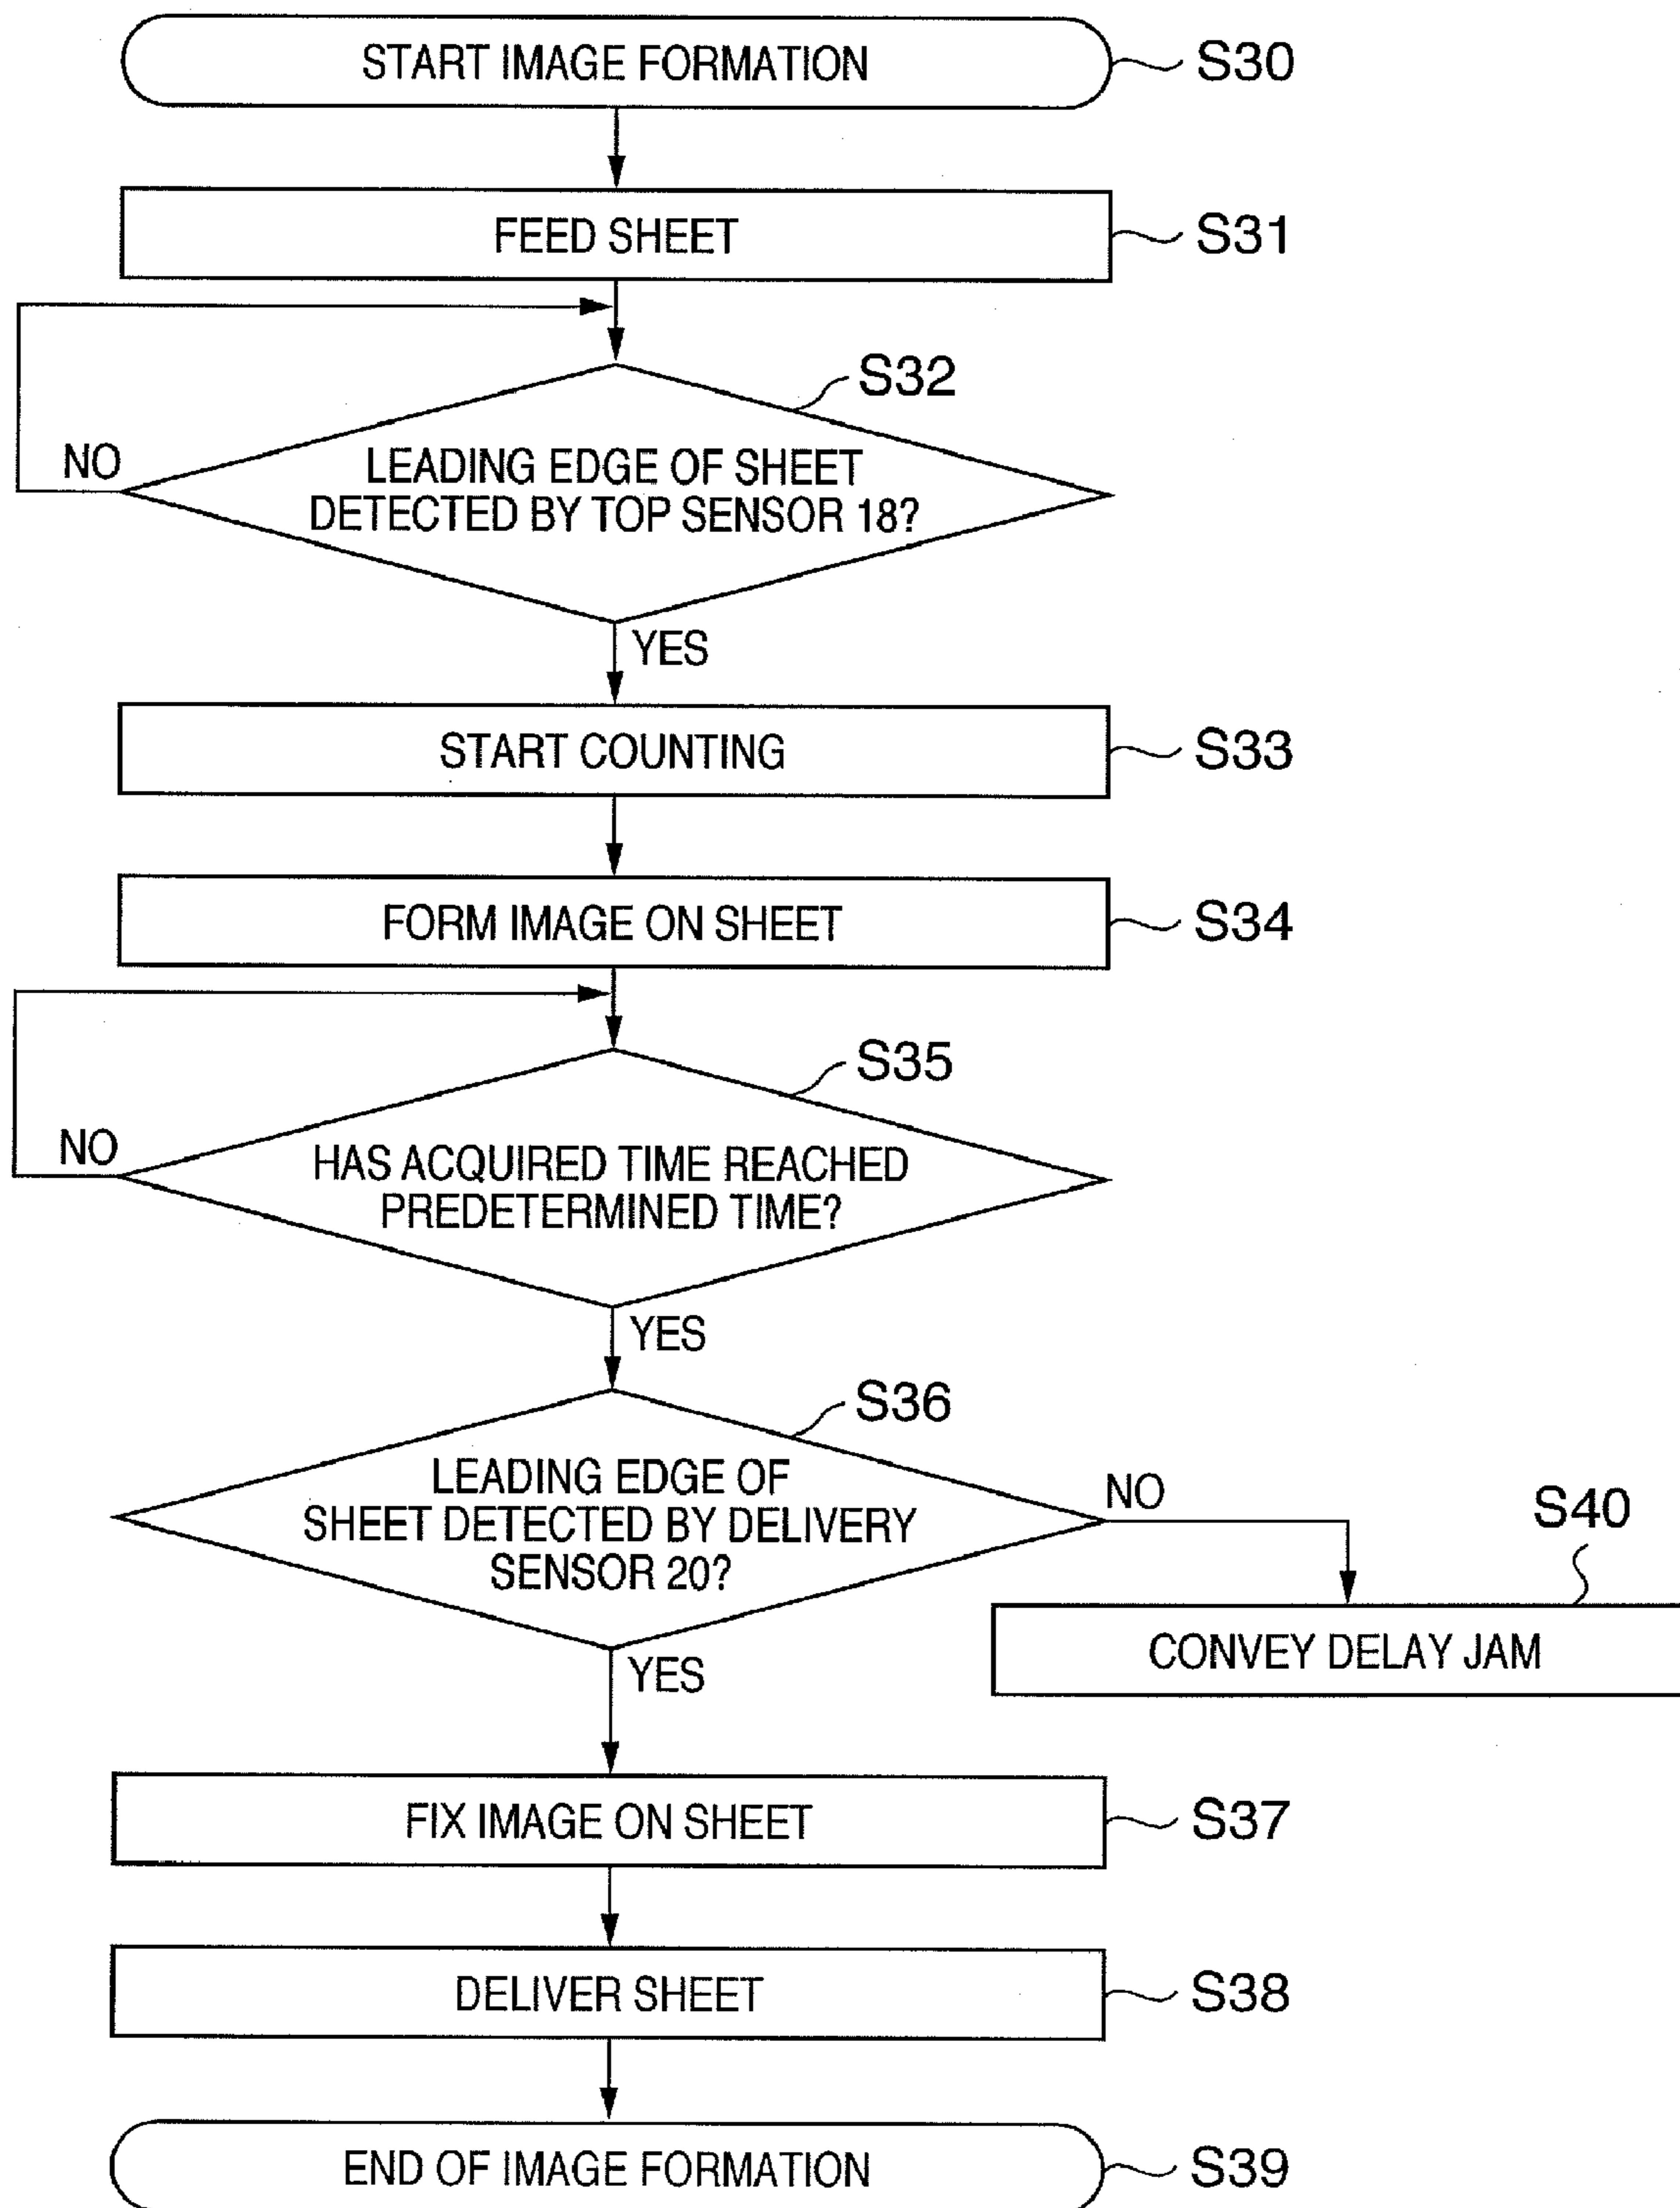 START IMAGE FORMATION
S30
FEED SHEET
S31
S32
NO
LEADING EDGE OF SHEET
DETECTED BY TOP SENSOR 18?
YES
START COUNTING
S33
FORM IMAGE ON SHEET
S34
S35
NO
HAS ACQUIRED TIME REACHED
PREDETERMINED TIME?
YES
S36
LEADING EDGE OF
SHEET DETECTED BY DELIVERY
SENSOR 20?
NO
S40
CONVEY DELAY JAM
YES
FIX IMAGE ON SHEET
S37
DELIVER SHEET
S38
END OF IMAGE FORMATION
S39